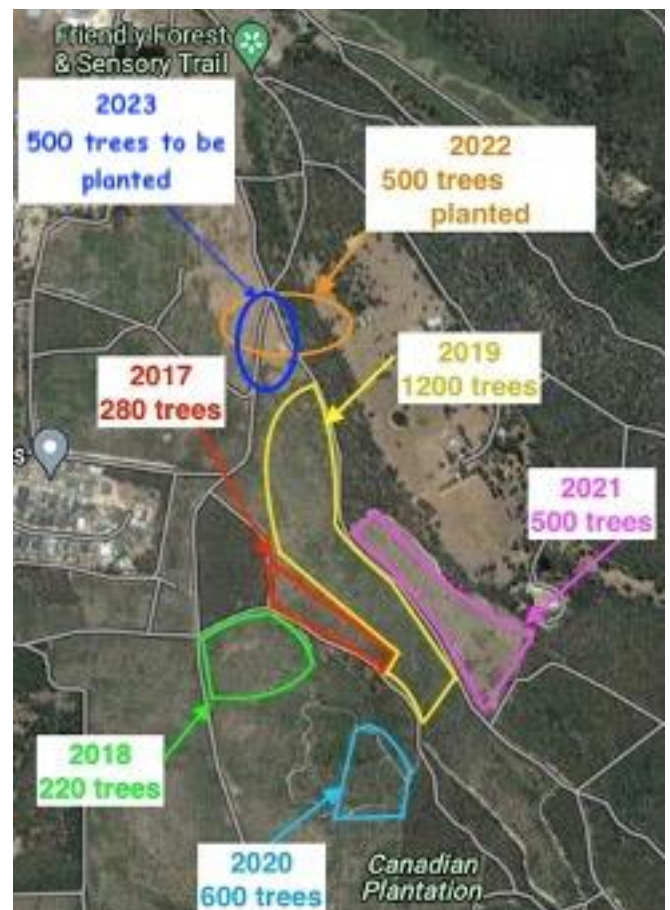 Friendly Forest
& Sensory Trail
2023
500 trees to be
planted
2022
500 trees
planted
2019
1200 trees
2017
280 trees
s
2021
500 trees
2018
220 trees
2020
600 trees
Canadian
Plantation